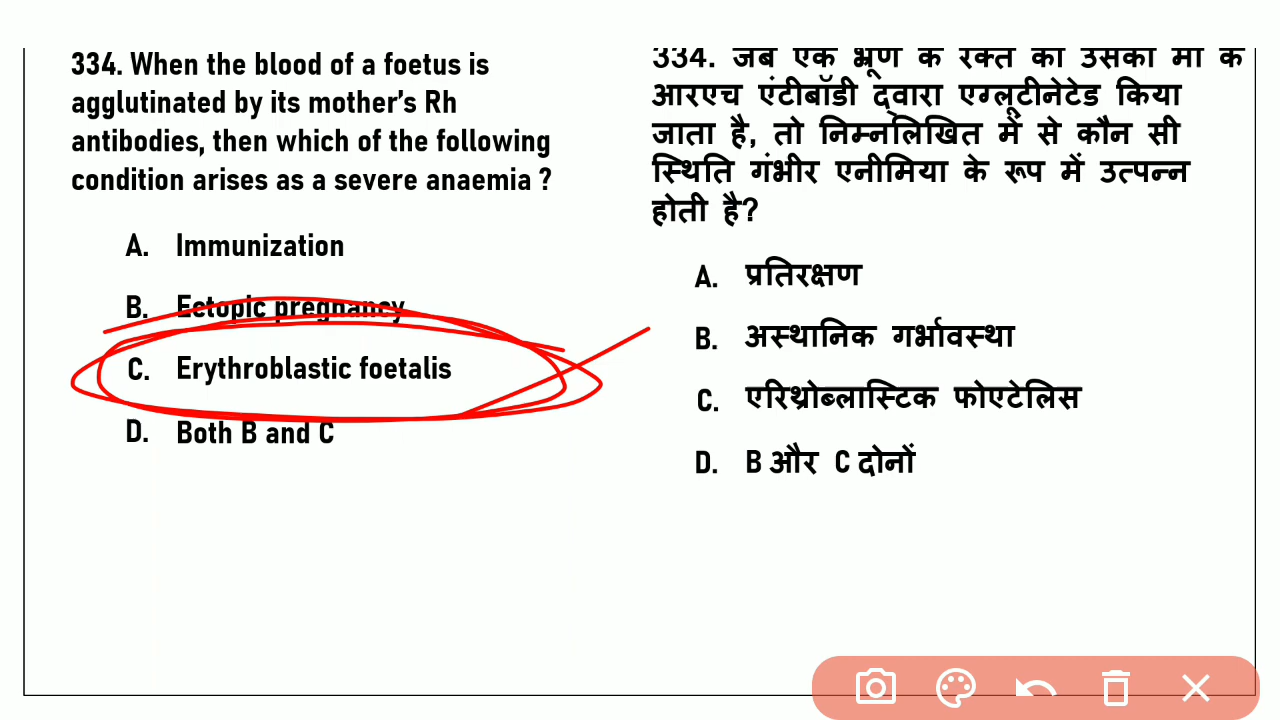 334. When the blood of a foetus is
agglutinated by its mother's Rh
antibodies, then which of the following
condition arises as a severe anaemia ?
A. Immunization
B. Ectopic pregnancy
C. Erythroblastic foetalis
D. Both B and C
334. जब एक भ्रूण के रक्त को उसकी माँ के
आरएच एंटीबॉडी द्वारा एग्लूटीनेटेड किया
जाता है, तो निम्नलिखित में से कौन सी
स्थिति गंभीर एनीमिया के रूप में उत्पन्न
होती है?
A. प्रतिरक्षण
B. अस्थानिक गर्भावस्था
C. एरिथ्रोब्लास्टिक फोएटेलिस
D. B और C दोनों